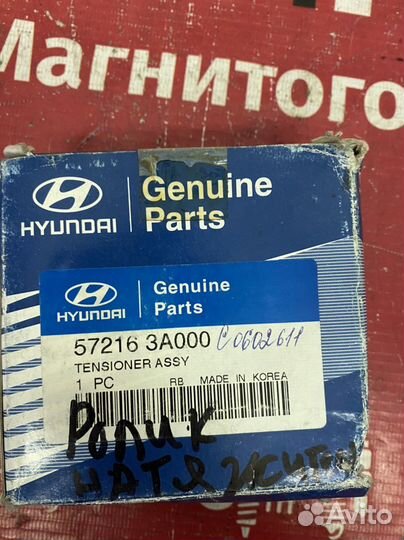 Магнитого
HYUNDAI
Genuine
Parts
HYUNDAI
Genuine
Parts
57216 3A000 C0602611
TENSIONER ASSY
1 PC RB MADE IN KOREA
Ролик
Avito